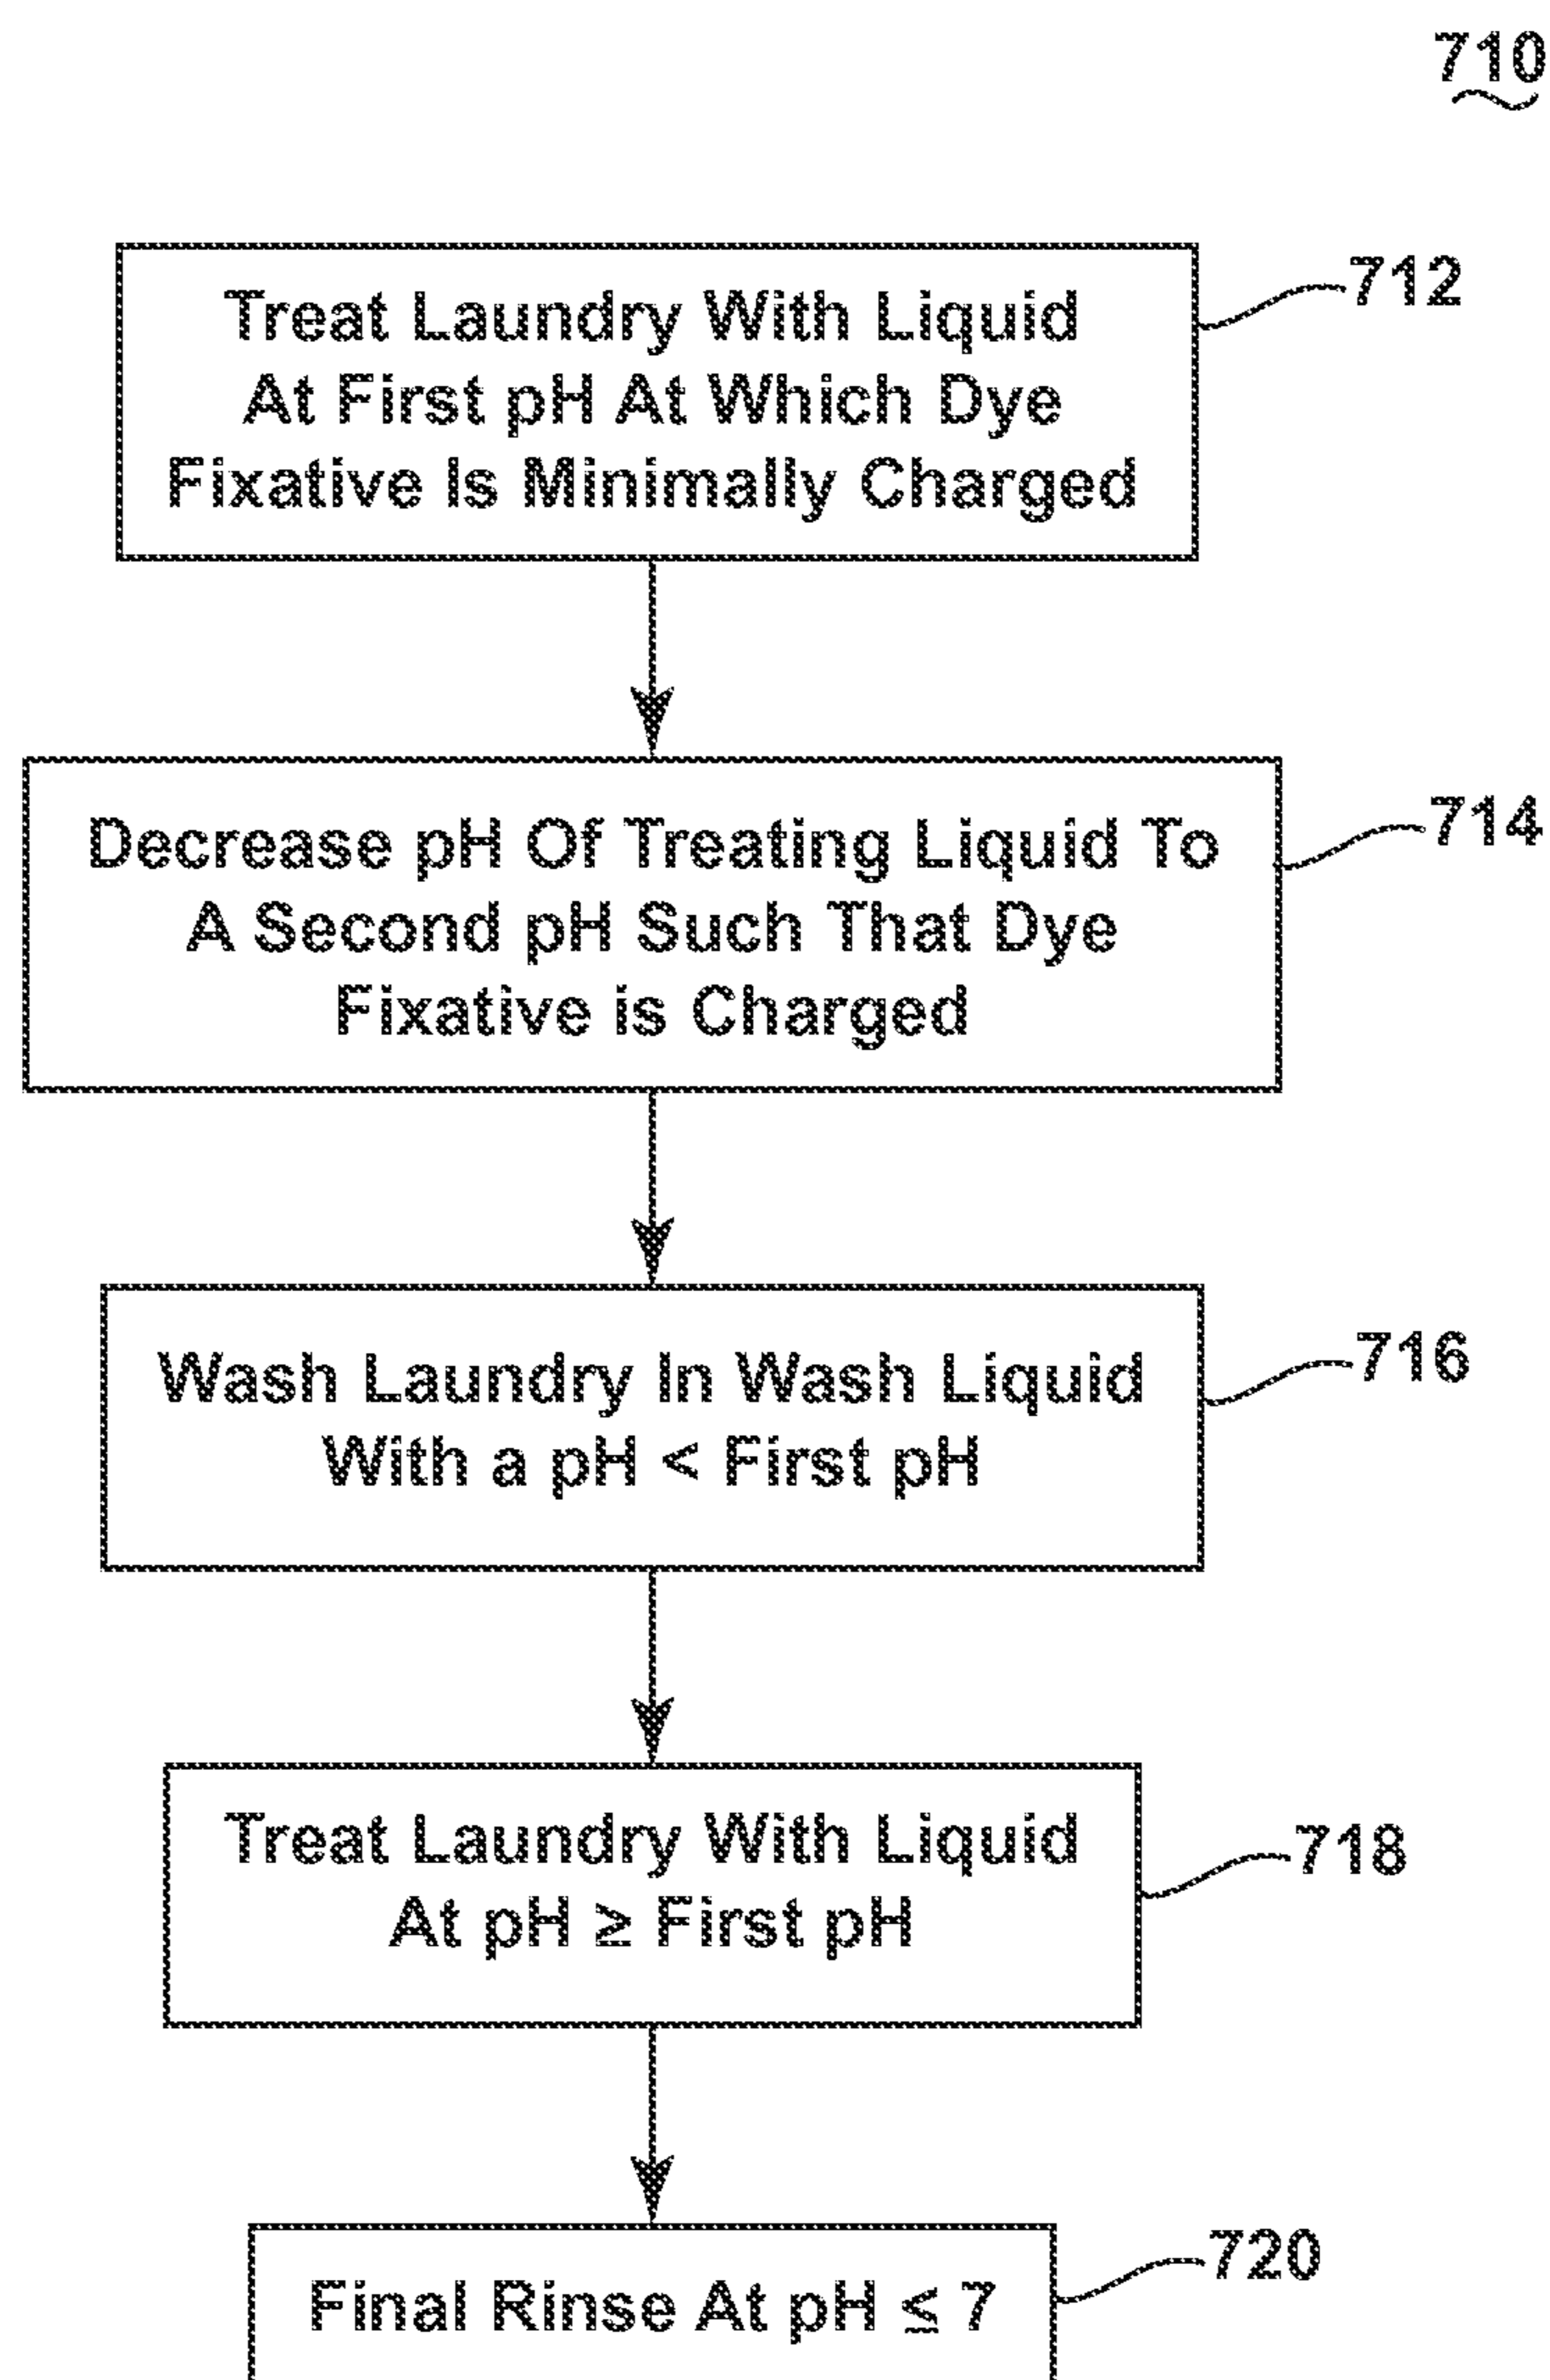 710
Treat Laundry With Liquid
At First pH At Which Dye
Fixative Is Minimally Charged
712
Decrease pH Of Treating Liquid To
A Second pH Such That Dye
Fixative is Charged
714
Wash Laundry In Wash Liquid
With a pH < First pH
716
Treat Laundry With Liquid
At pH ≥ First pH
718
Final Rinse At pH ≤ 7
720